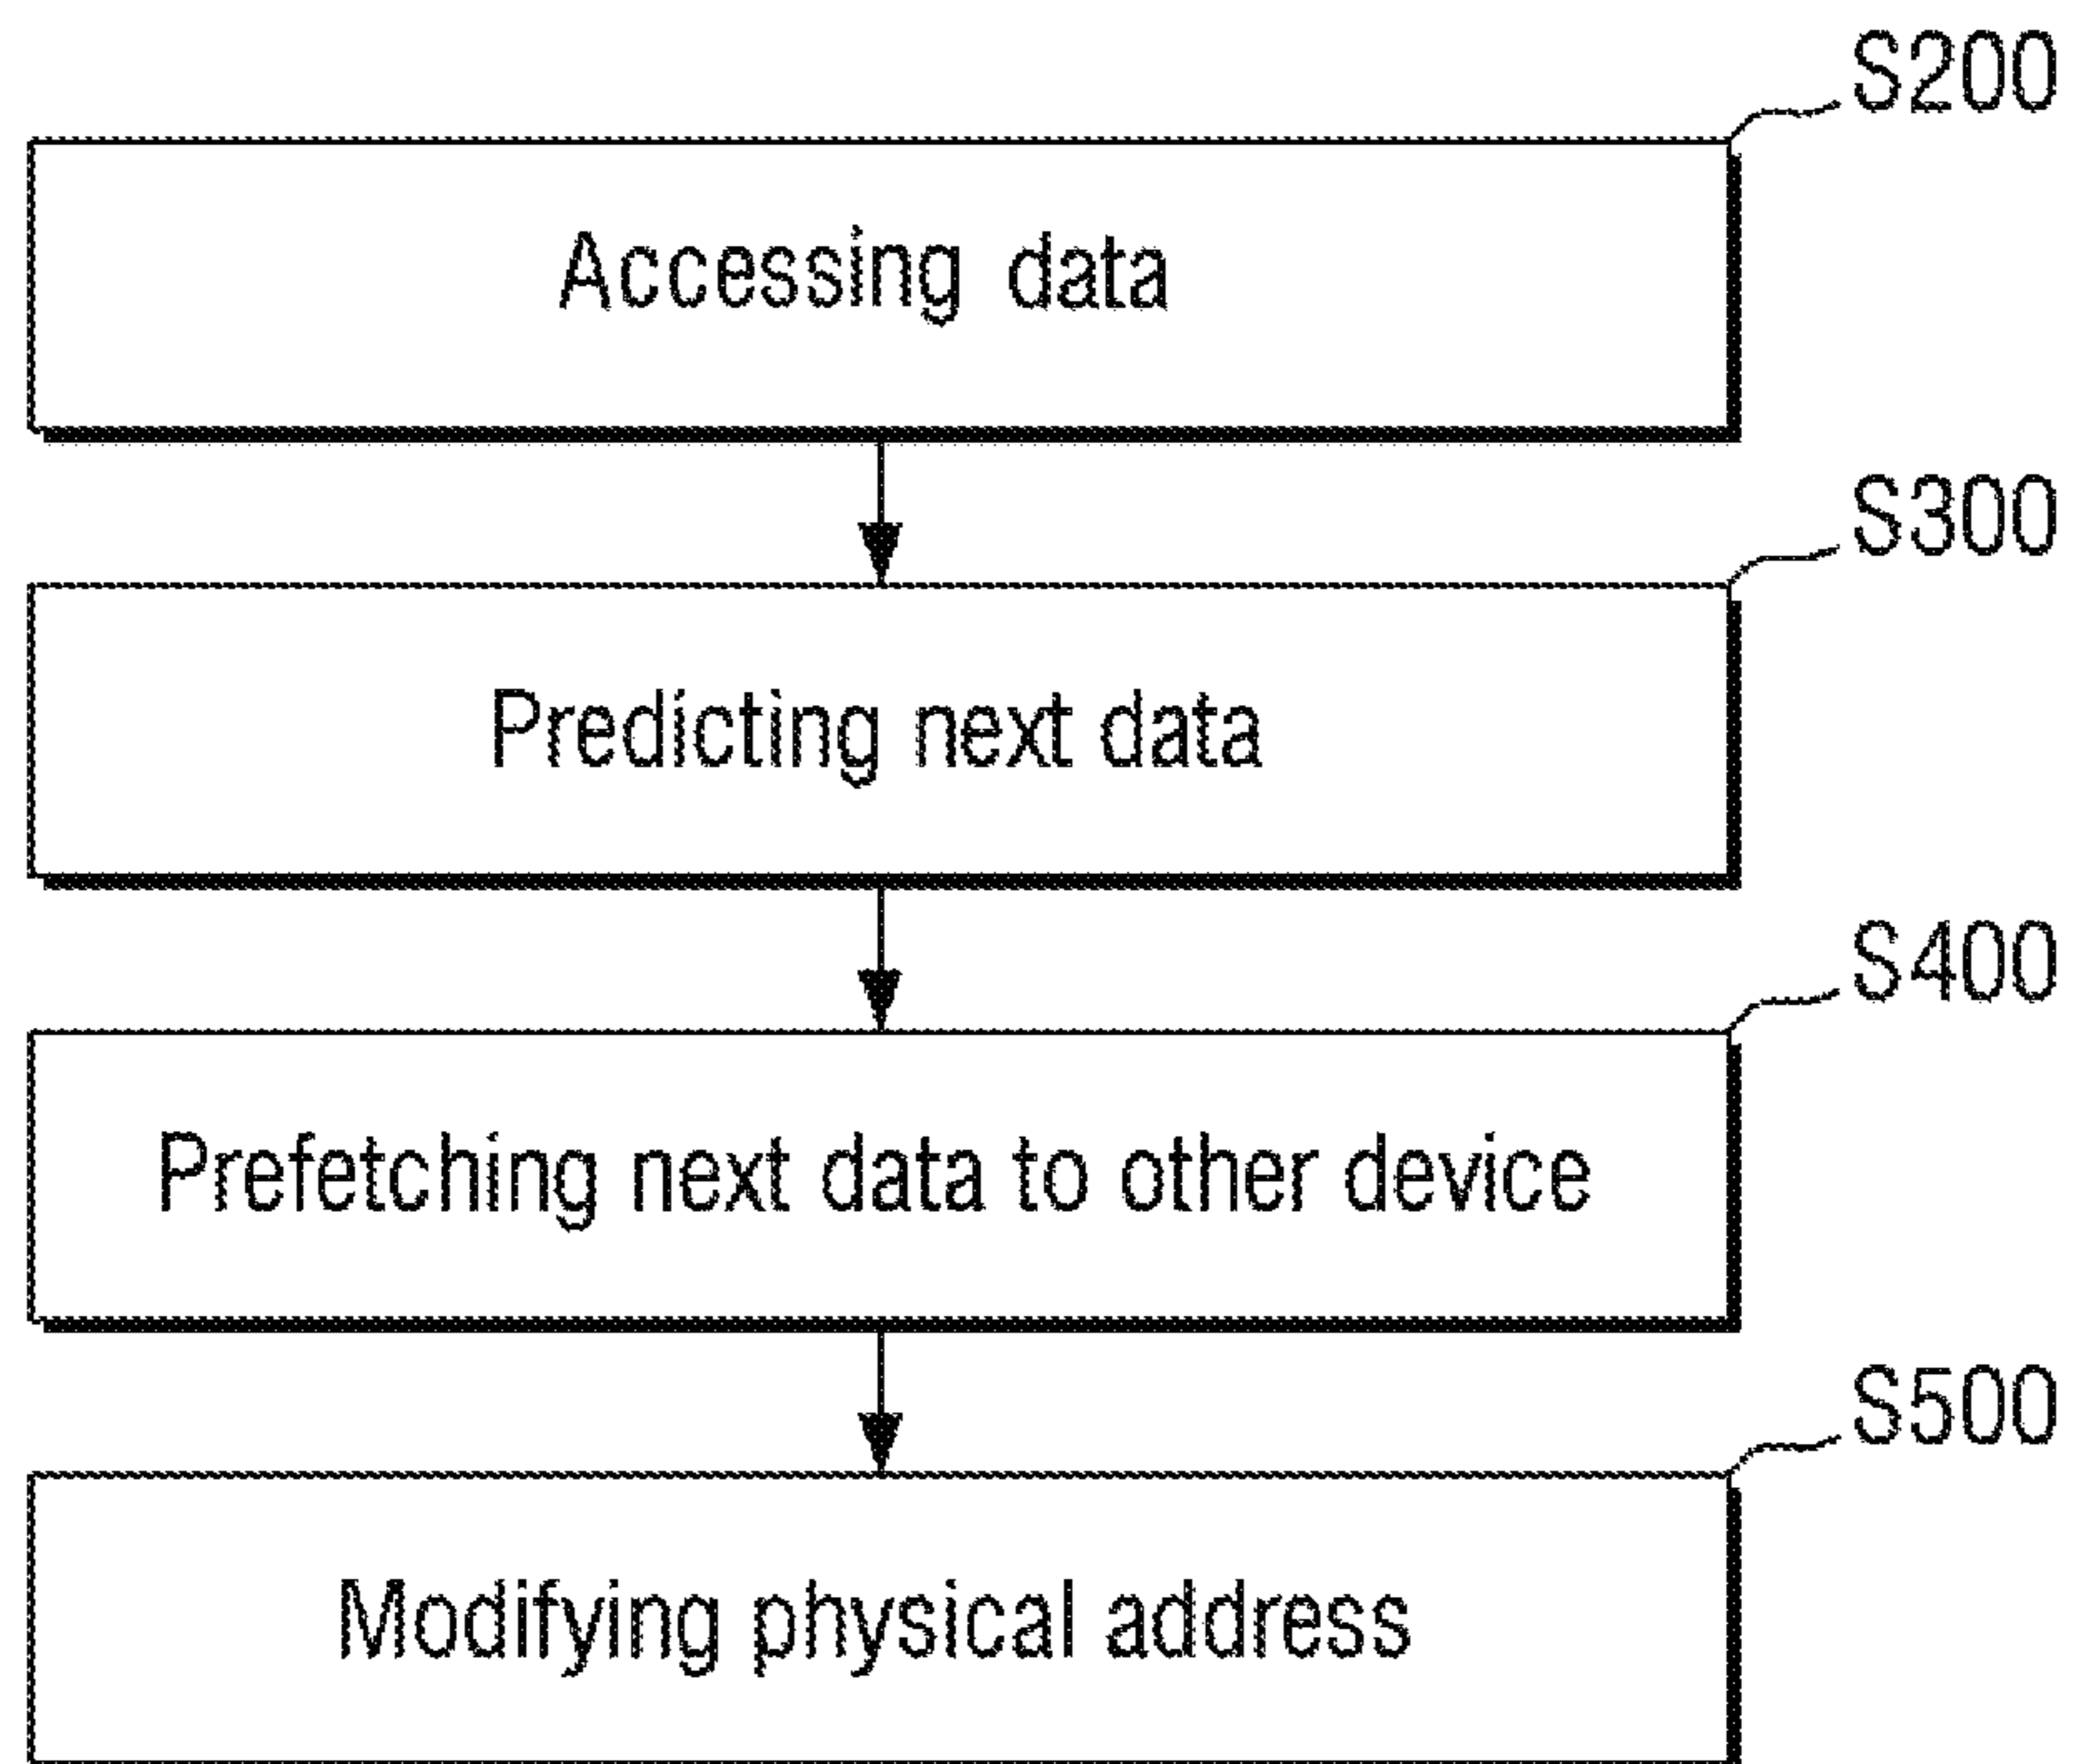 S200
Accessing data
S300
Predicting next data
S400
Prefetching next data to other device
S500
Modifying physical address